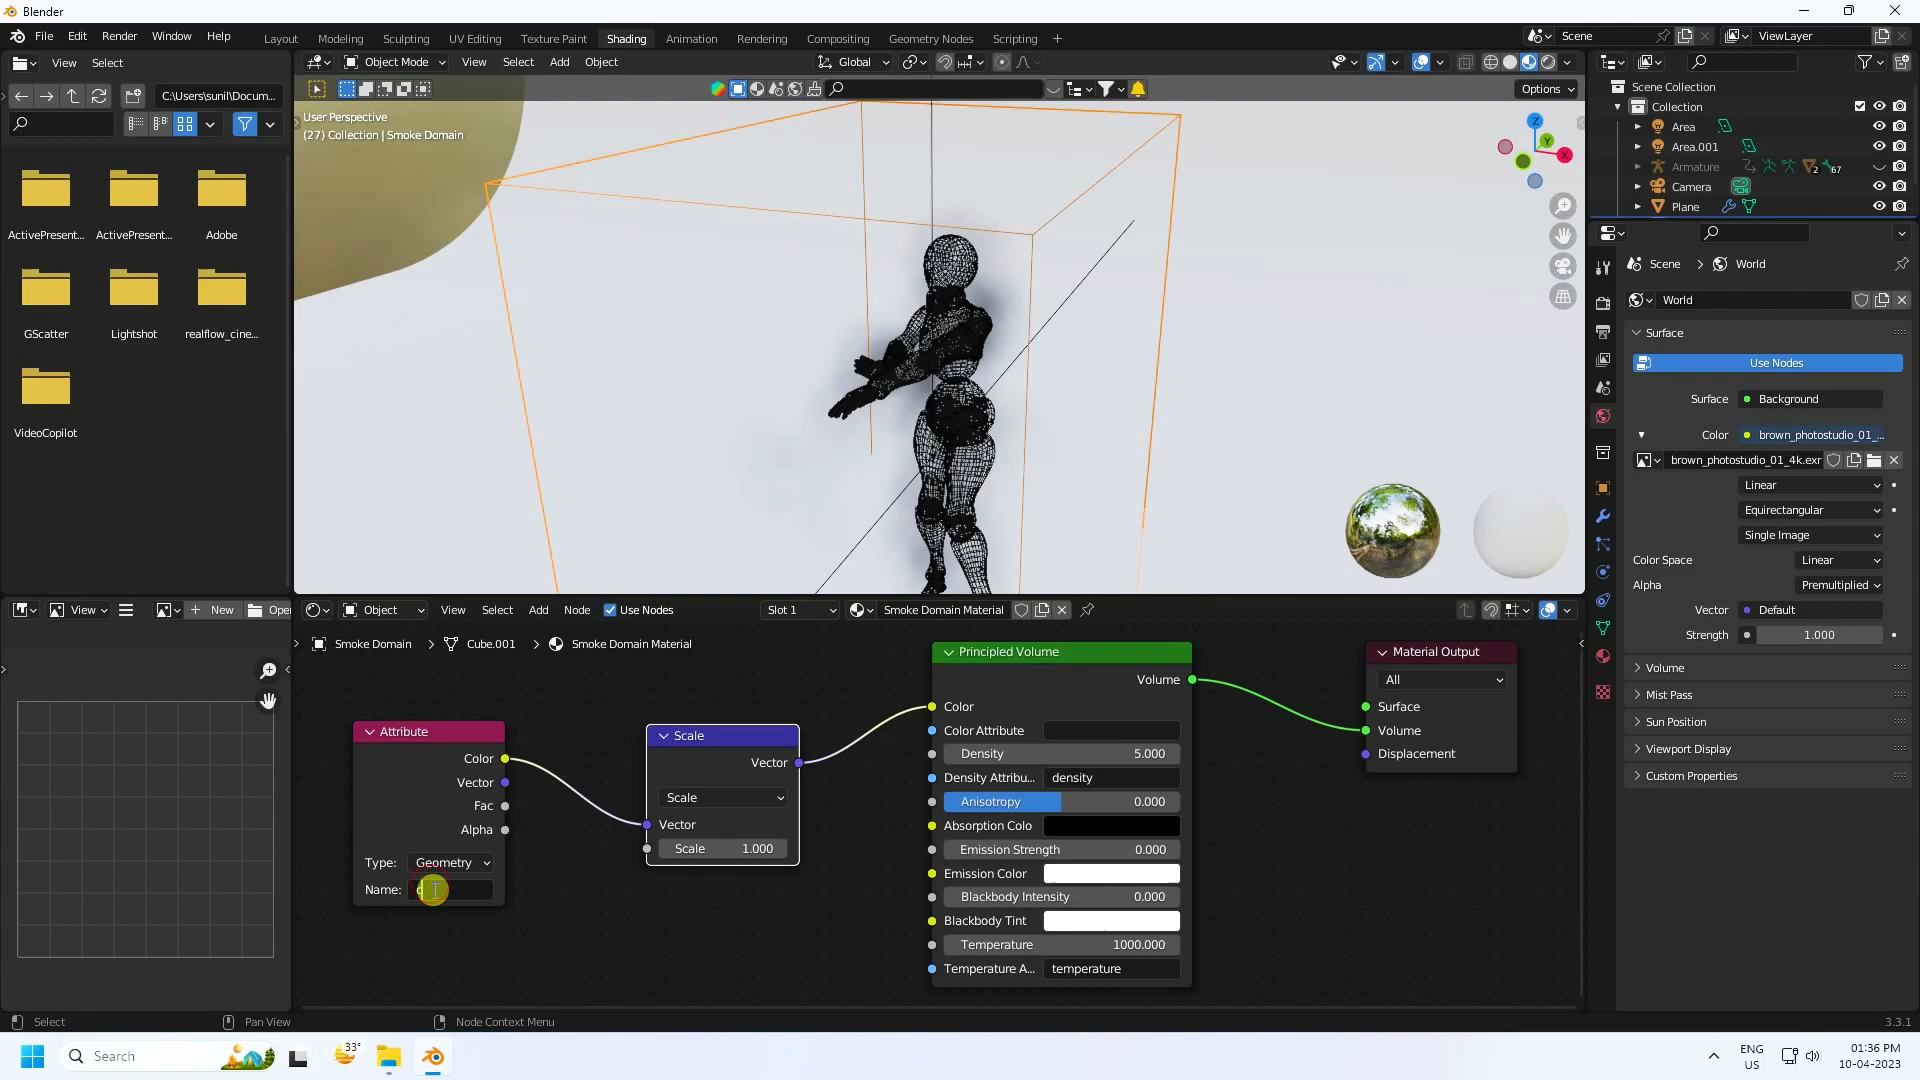 Blender
File Edit Render Window Help
Layout Modeling Sculpting UV Editing Texture Paint Shading Animation Rendering Compositing Geometry Nodes Scripting +
Scene
ViewLayer
View Select
Object Mode View Select Add Object
Global
C:\Users\sunil\Docum...
Options
User Perspective
(27) Collection | Smoke Domain
Z
Y
X
ActivePresent... ActivePresent... Adobe
GScatter Lightshot realflow_cine...
VideoCopilot
Scene Collection
Collection
Area
Area.001
Armature
2
67
Camera
Plane
Scene > World
World
Surface
Use Nodes
Surface Background
Color brown_photostudio_01_...
brown_photostudio_01_4k.exr
Linear
Equirectangular
Single Image
Color Space Linear
Alpha Premultiplied
Vector Default
Strength 1.000
Volume
Mist Pass
Sun Position
Viewport Display
Custom Properties
View
New
Open
Object View Select Add Node Use Nodes Slot 1 Smoke Domain Material
Smoke Domain > Cube.001 > Smoke Domain Material
Attribute
Color
Vector
Fac
Alpha
Type: Geometry
Name:
Scale
Vector
Scale
Vector
Scale 1.000
Principled Volume
Volume
Color
Color Attribute
Density 5.000
Density Attribu... density
Anisotropy 0.000
Absorption Colo
Emission Strength 0.000
Emission Color
Blackbody Intensity 0.000
Blackbody Tint
Temperature 1000.000
Temperature A... temperature
Material Output
All
Surface
Volume
Displacement
Select
Pan View
Node Context Menu
3.3.1
Search
33°
ENG
US
01:36 PM
10-04-2023